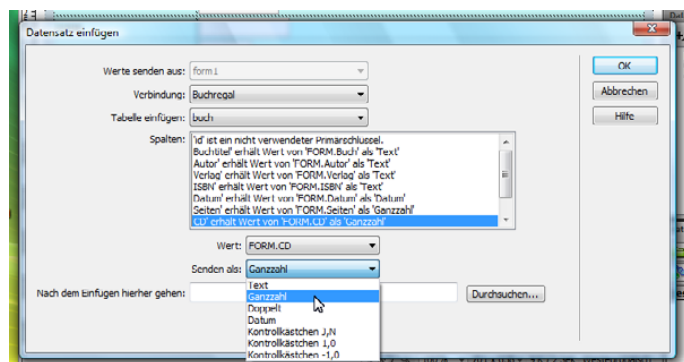 Datensatz einfügen
Werte senden aus: form1
OK
Verbindung: Buchregal
Abbrechen
Tabelle einfügen: buch
Hilfe
Spalten: 'id' ist ein nicht verwendeter Primärschlüssel.
Buchtitel' erhält Wert von 'FORM.Buch' als 'Text'
Autor' erhält Wert von 'FORM.Autor' als 'Text'
Verlag' erhält Wert von 'FORM.Verlag' als 'Text'
ISBN' erhält Wert von 'FORM.ISBN' als 'Text'
Datum' erhält Wert von 'FORM.Datum' als 'Datum'
Seiten' erhält Wert von 'FORM.Seiten' als 'Ganzzahl'
CD' erhält Wert von 'FORM.CD' als 'Ganzzahl'
Wert: FORM.CD
Senden als: Ganzzahl
Nach dem Einfügen hierher gehen:
Durchsuchen...
Text
Ganzzahl
Doppelt
Datum
Kontrollkästchen J,N
Kontrollkästchen 1,0
Kontrollkästchen -1,0